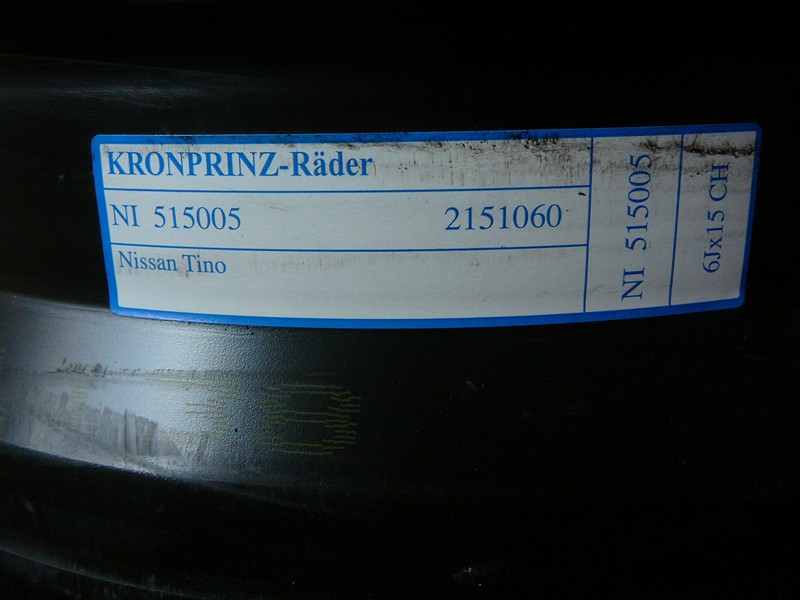 KRONPRINZ-Räder
NI 515005 2151060
Nissan Tino
NI 515005
6Jx15 CH